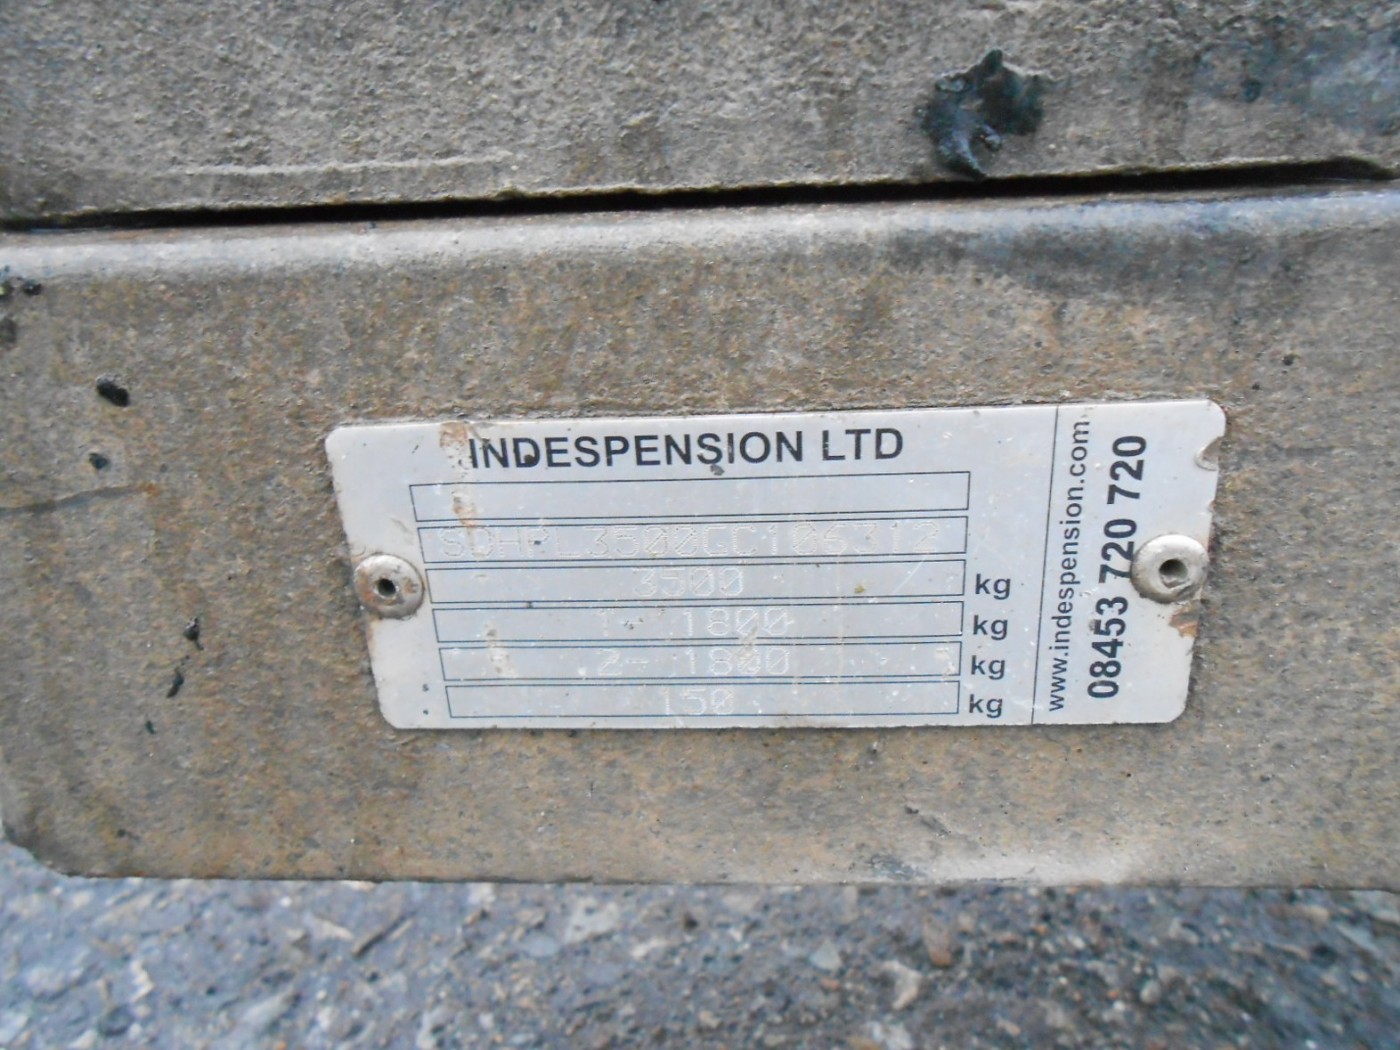 INDESPENSION LTD
SDHPL3500GC106312
3500 kg
1- 1800 kg
2- 1800 kg
150 kg
www.indespension.com
08453 720 720